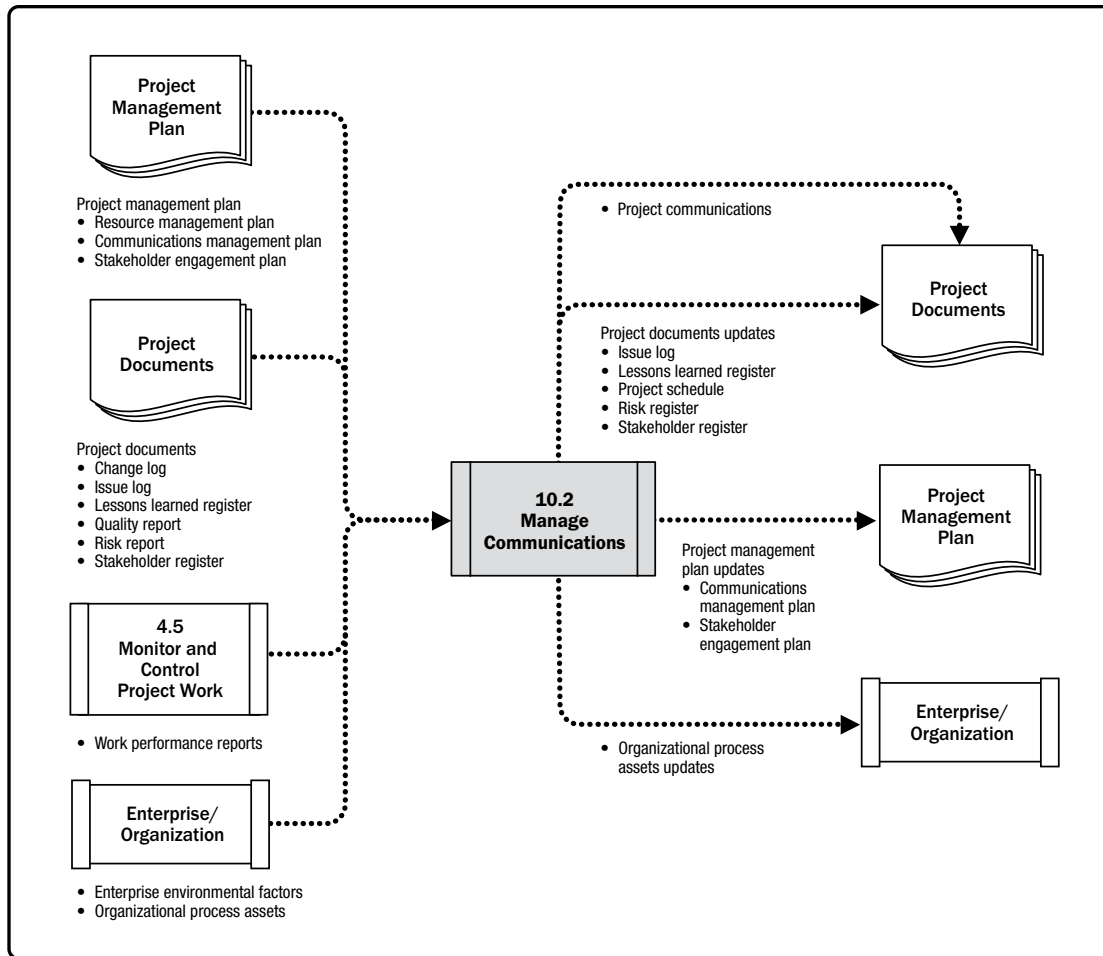 Project
Management
Plan
Project management plan
• Resource management plan
• Communications management plan
• Stakeholder engagement plan
Project
Documents
Project documents
• Change log
• Issue log
• Lessons learned register
• Quality report
• Risk report
• Stakeholder register
4.5
Monitor and
Control
Project Work
• Work performance reports
Enterprise/
Organization
• Enterprise environmental factors
• Organizational process assets
10.2
Manage
Communications
• Project communications
Project
Documents
Project documents updates
• Issue log
• Lessons learned register
• Project schedule
• Risk register
• Stakeholder register
Project
Management
Plan
Project management
plan updates
• Communications
management plan
• Stakeholder
engagement plan
Enterprise/
Organization
• Organizational process
assets updates